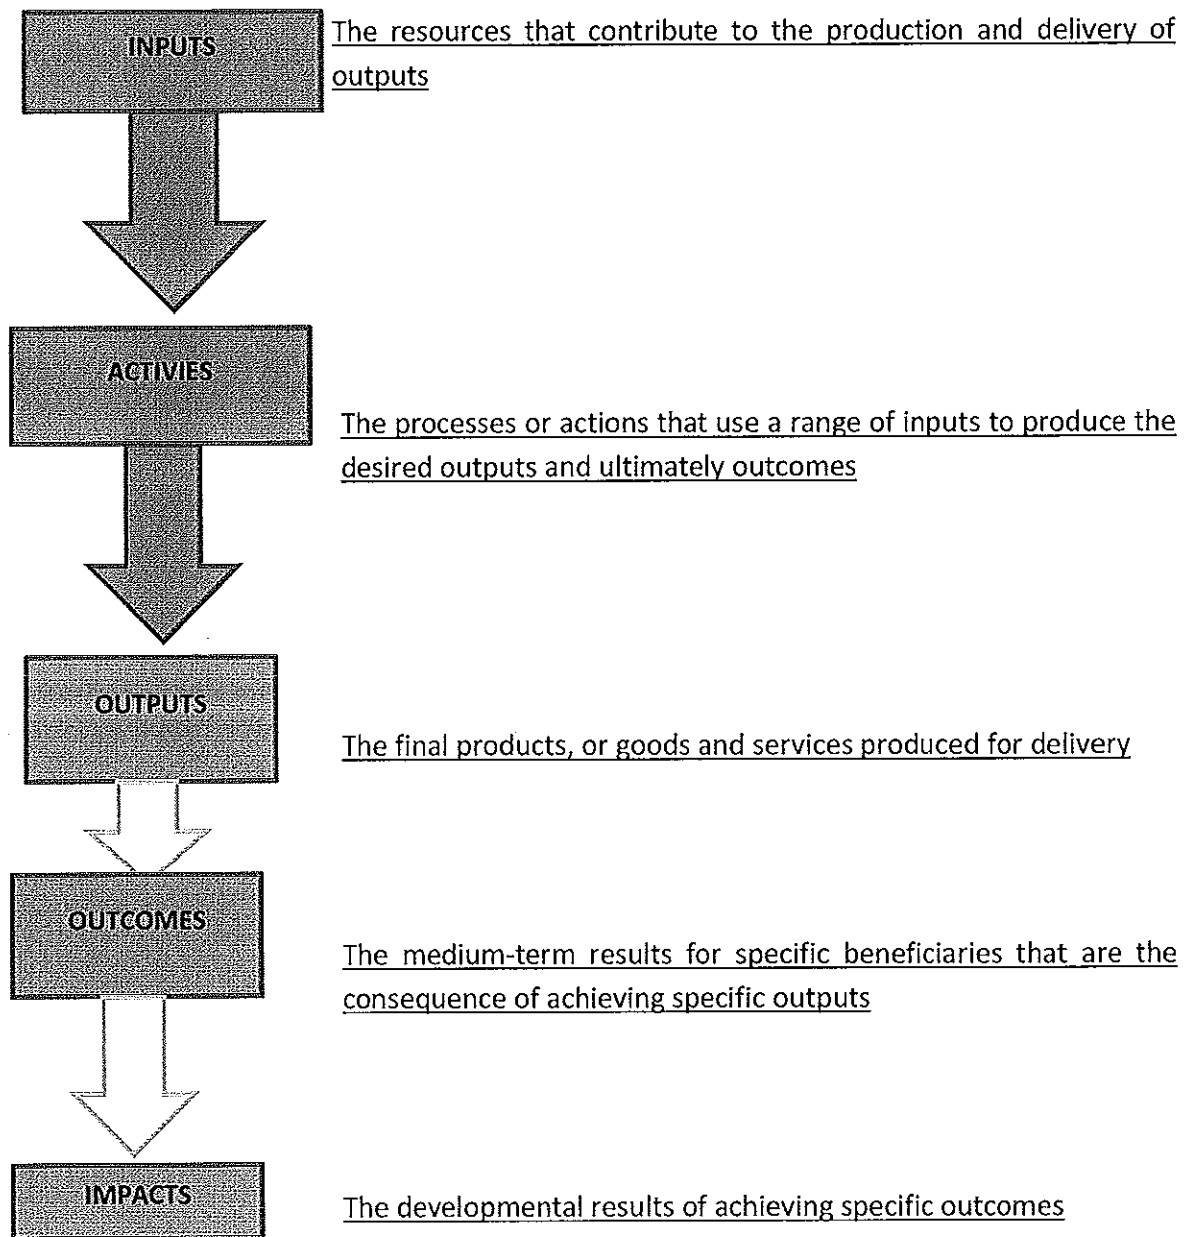 INPUTS
The resources that contribute to the production and delivery of
outputs
ACTIVIES
The processes or actions that use a range of inputs to produce the
desired outputs and ultimately outcomes
OUTPUTS
The final products, or goods and services produced for delivery
OUTCOMES
The medium-term results for specific beneficiaries that are the
consequence of achieving specific outputs
IMPACTS
The developmental results of achieving specific outcomes